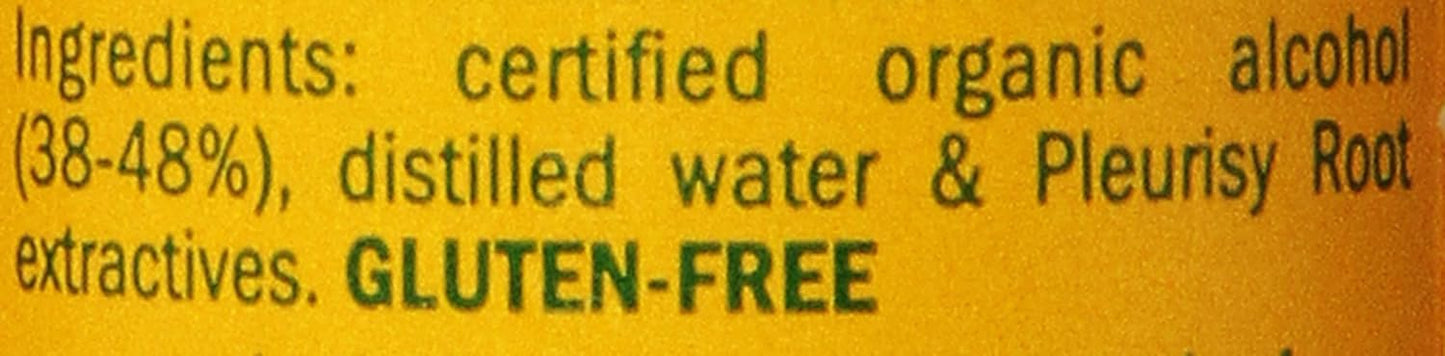 Ingredients: certified organic alcohol
(38-48%), distilled water & Pleurisy Root
extractives. GLUTEN-FREE